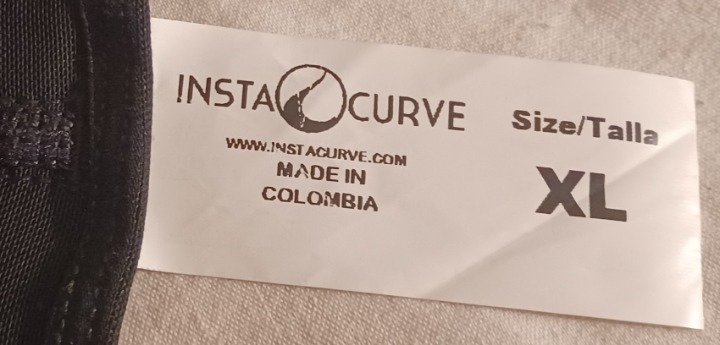 INSTA CURVE
WWW.INSTACURVE.COM
MADE IN
COLOMBIA
Size/Talla
XL